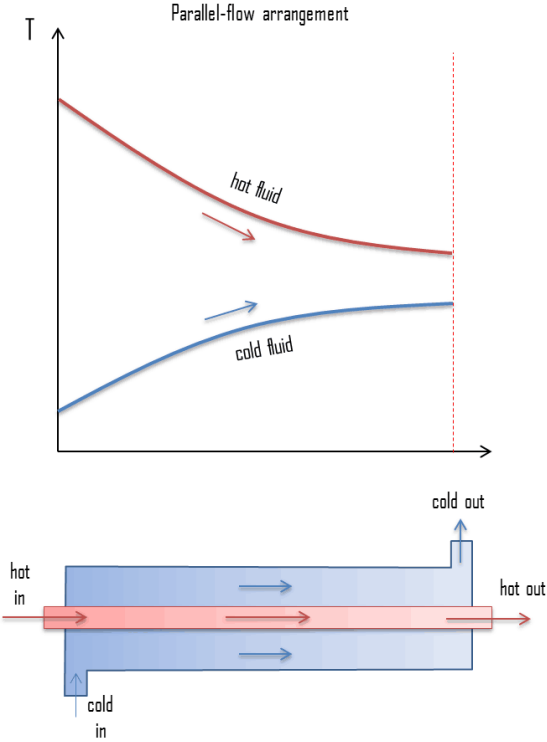 Parallel-flow arrangement
T
hot fluid
cold fluid
cold out
hot
in
hot out
cold
in